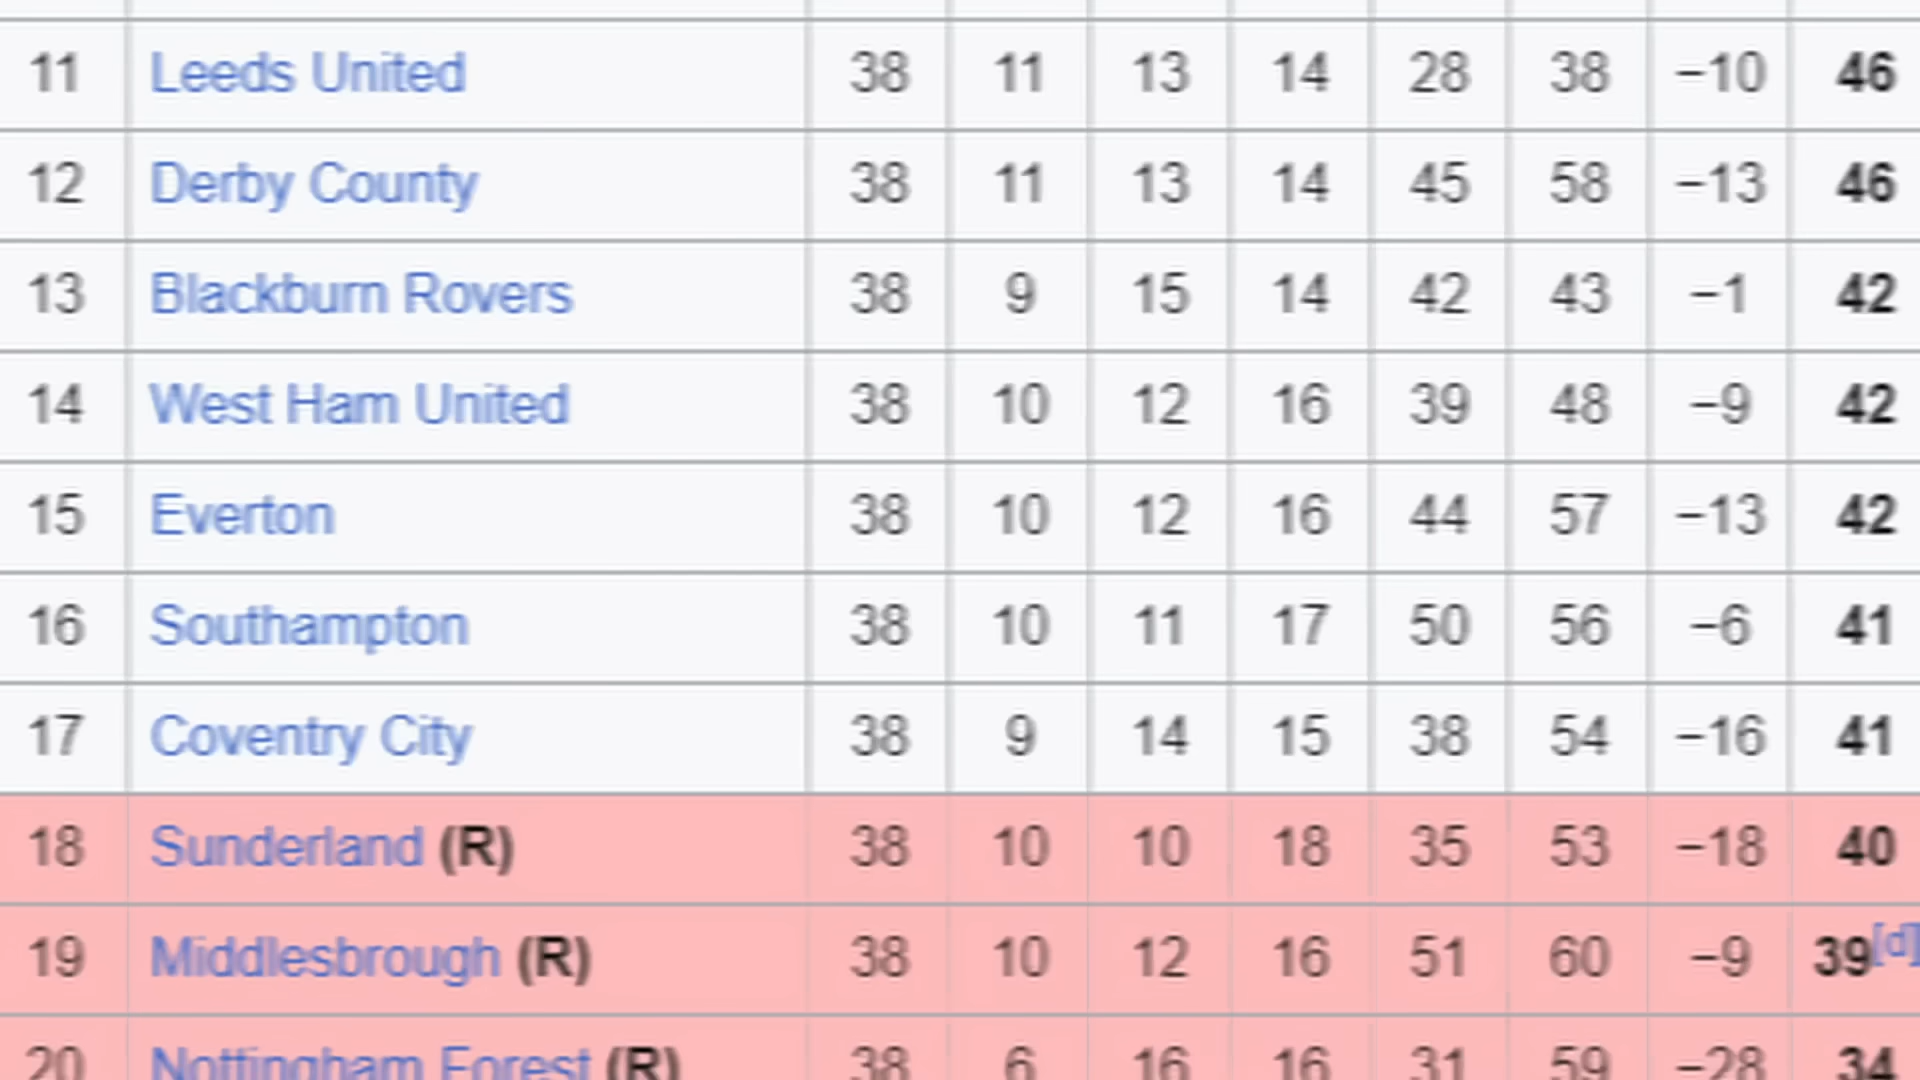 11 Leeds United 38 11 13 14 28 38 −10 46
12 Derby County 38 11 13 14 45 58 −13 46
13 Blackburn Rovers 38 9 15 14 42 43 −1 42
14 West Ham United 38 10 12 16 39 48 −9 42
15 Everton 38 10 12 16 44 57 −13 42
16 Southampton 38 10 11 17 50 56 −6 41
17 Coventry City 38 9 14 15 38 54 −16 41
18 Sunderland (R) 38 10 10 18 35 53 −18 40
19 Middlesbrough (R) 38 10 12 16 51 60 −9 39[d]
20 Nottingham Forest (R) 38 6 16 16 31 59 −28 34